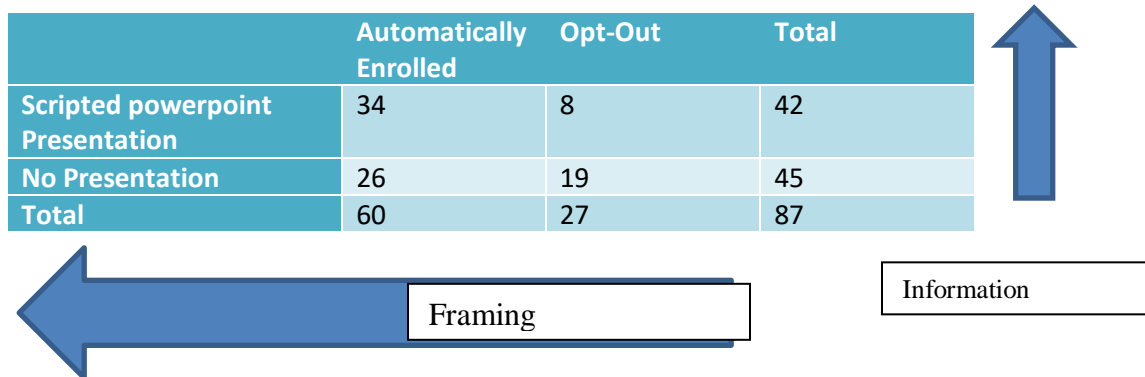 Automatically Opt-Out Total
Enrolled
Scripted powerpoint 34 8 42
Presentation
No Presentation 26 19 45
Total 60 27 87
Information
Framing